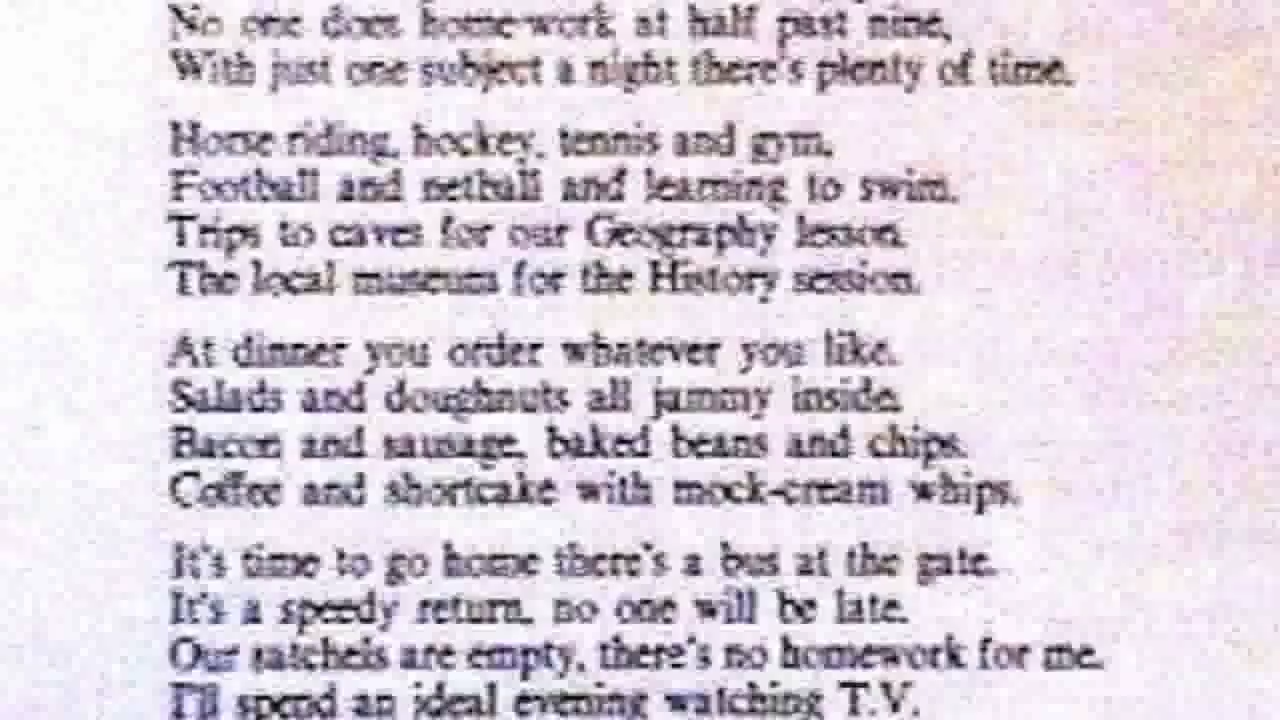 No one does home-work at half past nine,
With just one subject a night there's plenty of time.
Horse riding, hockey, tennis and gym,
Football and netball and learning to swim.
Trips to caves for our Geography lesson.
The local museum for the History session.
At dinner you order whatever you like.
Salads and doughnuts all jammy inside.
Bacon and sausage, baked beans and chips.
Coffee and shortcake with mock-cream whips.
It's time to go home there's a bus at the gate.
It's a speedy return, no one will be late.
Our satchels are empty, there's no homework for me.
I'll spend an ideal evening watching T.V.